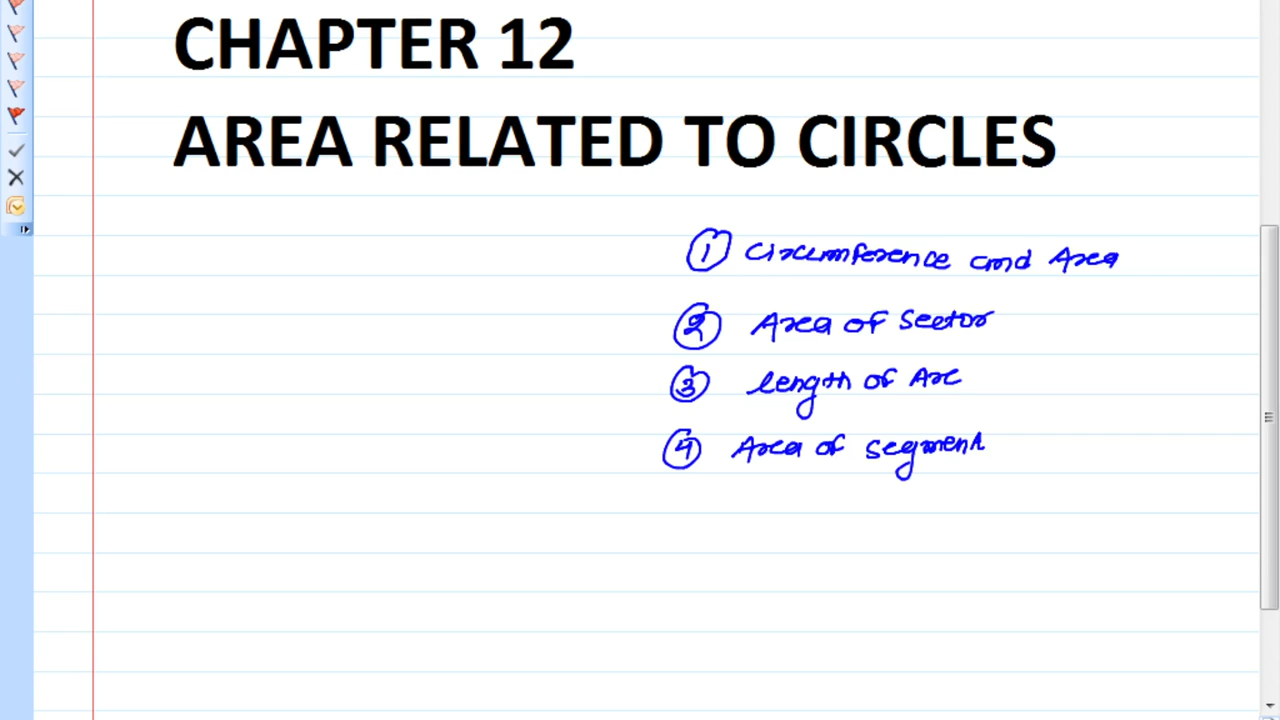 CHAPTER 12
AREA RELATED TO CIRCLES
1 Circumference and Area
2 Area of Sector
3 length of Arc
4 Area of segment